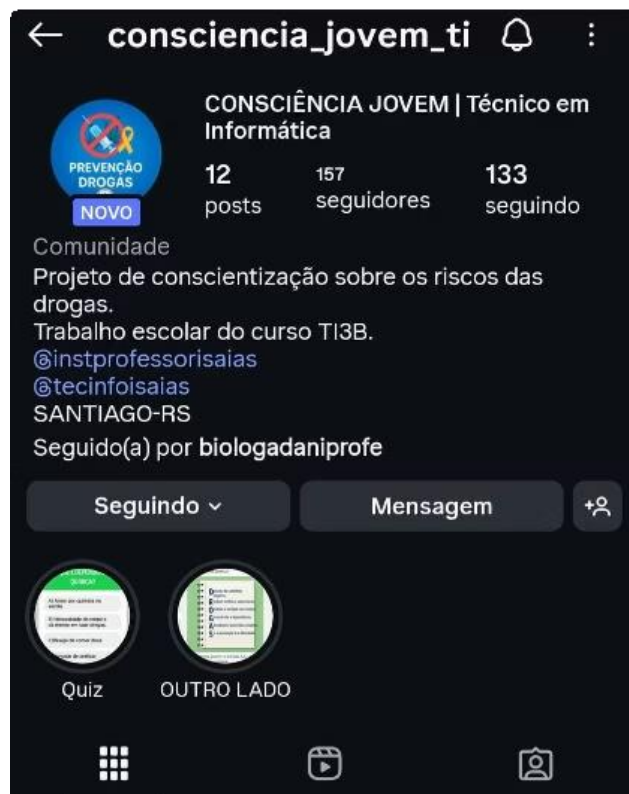 consciencia_jovem_ti
CONSCIÊNCIA JOVEM | Técnico em
Informática
12
posts
157
seguidores
133
seguindo
PREVENÇÃO
DROGAS
NOVO
Comunidade
Projeto de conscientização sobre os riscos das
drogas.
Trabalho escolar do curso TI3B.
@instprofessorisaias
@tecinfoisaias
SANTIAGO-RS
Seguido(a) por biologadaniprofe
Seguindo
Mensagem
Quiz
OUTRO LADO